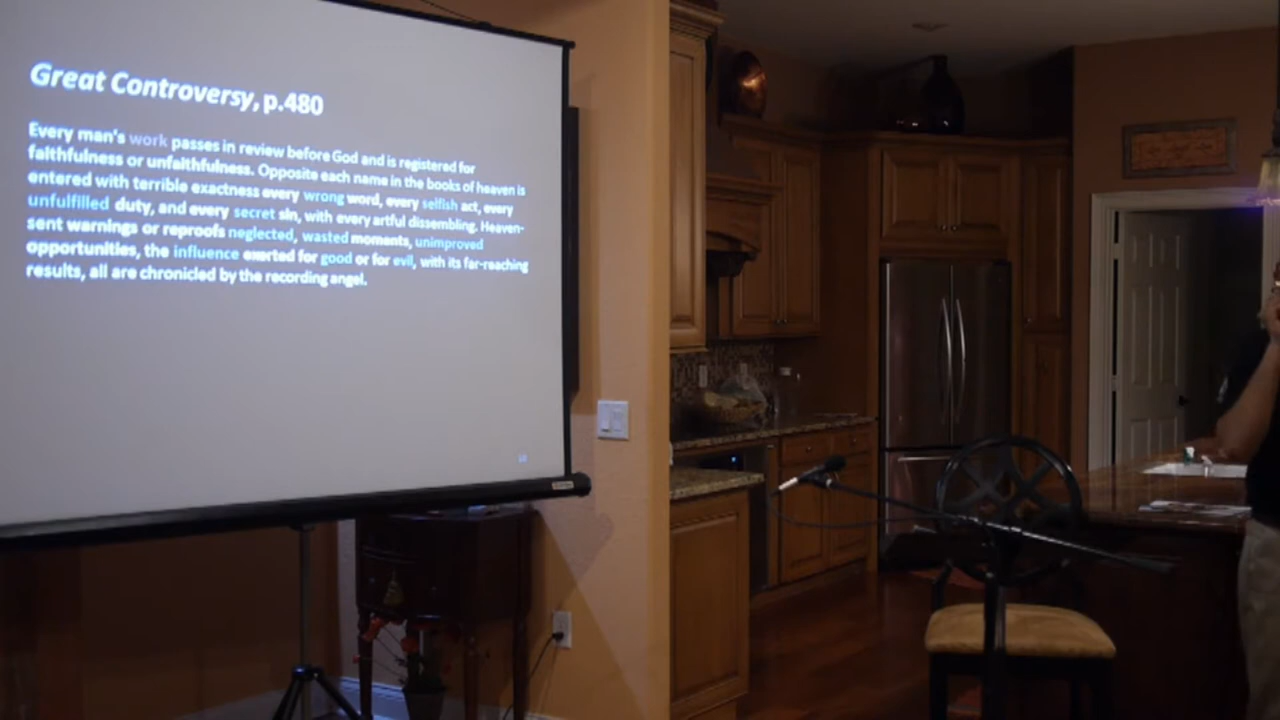 Great Controversy, p.480
Every man's work passes in review before God and is registered for
faithfulness or unfaithfulness. Opposite each name in the books of heaven is
entered with terrible exactness every wrong word, every selfish act, every
unfulfilled duty, and every secret sin, with every artful dissembling. Heaven-
sent warnings or reproofs neglected, wasted moments, unimproved
opportunities, the influence exerted for good or for evil, with its far-reaching
results, all are chronicled by the recording angel.